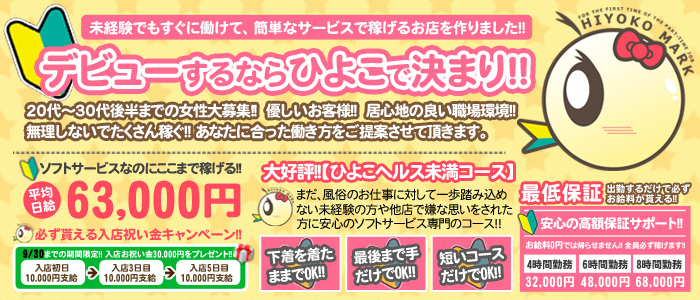 未経験でもすぐに働けて、簡単なサービスで稼げるお店を作りました!!
FOR THE FIRST TIME OF THE PART TIME JOB
HIYOKO MARK
デビューするならひよこで決まり!!
20代～30代後半までの女性大募集!! 優しいお客様!! 居心地の良い職場環境!!
無理しないでたくさん稼ぐ!! あなたに合った働き方をご提案させて頂きます。
ソフトサービスなのにここまで稼げる!!
平均日給 63,000円
必ず貰える入店祝い金キャンペーン!!
9/30までの期間限定!! 入店お祝い金30,000円をプレゼント!!
入店初日 10,000円支給
入店3日目 10,000円支給
入店5日目 10,000円支給
大好評!!【ひよこヘルス未満コース】
まだ、風俗のお仕事に対して一歩踏み込め
ない未経験の方や他店で嫌な思いをされた
方に安心のソフトサービス専門のコース!!
下着を着た
ままでOK!!
最後まで手
だけでOK!!
短いコース
だけでOK!!
最低保証 出勤するだけで必ずお給料が貰える!!
安心の高額保証サポート!!
お給料0円では帰らせません!! 全員必ず稼げます!!
4時間勤務 6時間勤務 8時間勤務
32,000円 48,000円 68,000円